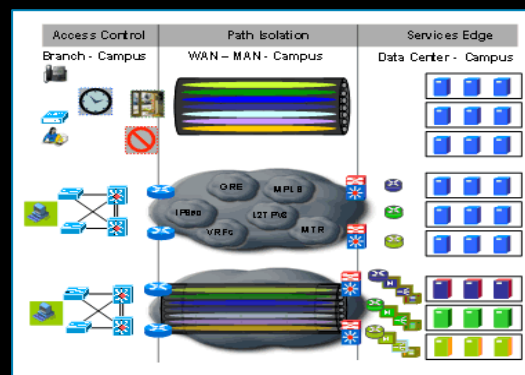 Access Control Path Isolation Services Edge
Branch - Campus WAN – MAN - Campus Data Center - Campus
GRE MPLS
IPSec L2TPv3
VRFs MTR